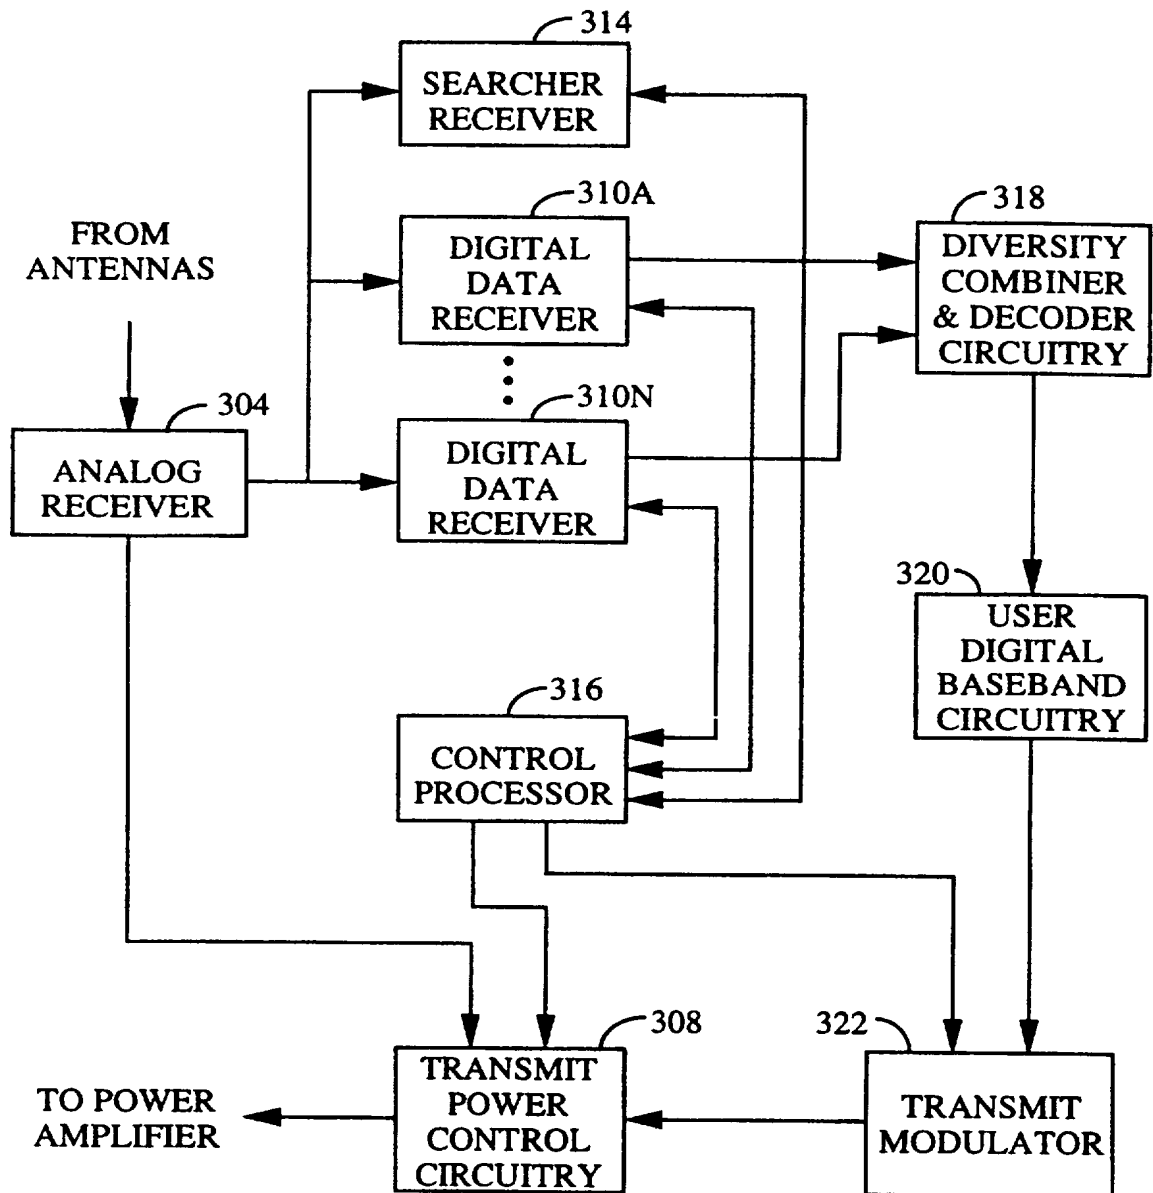 314
SEARCHER
RECEIVER
310A
DIGITAL
DATA
RECEIVER
318
DIVERSITY
COMBINER
& DECODER
CIRCUITRY
FROM
ANTENNAS
304
ANALOG
RECEIVER
310N
DIGITAL
DATA
RECEIVER
320
USER
DIGITAL
BASEBAND
CIRCUITRY
316
CONTROL
PROCESSOR
308
TRANSMIT
POWER
CONTROL
CIRCUITRY
322
TRANSMIT
MODULATOR
TO POWER
AMPLIFIER